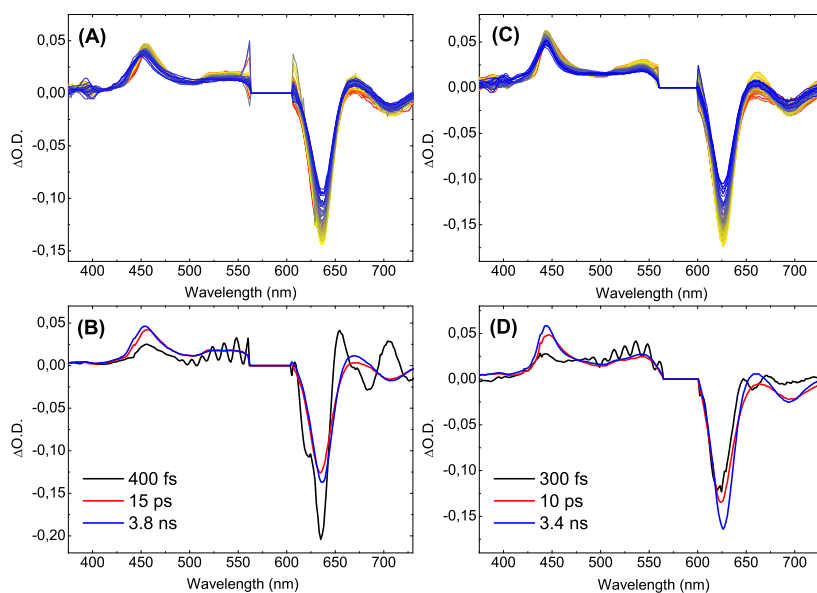 (A)
ΔO.D.
0,05
0,00
-0,05
-0,10
-0,15
400 450 500 550 600 650 700
Wavelength (nm)
(C)
ΔO.D.
0,05
0,00
-0,05
-0,10
-0,15
400 450 500 550 600 650 700
Wavelength (nm)
(B)
ΔO.D.
0,05
0,00
-0,05
-0,10
-0,15
-0,20
400 fs
15 ps
3.8 ns
400 450 500 550 600 650 700
Wavelength (nm)
(D)
ΔO.D.
0,05
0,00
-0,05
-0,10
-0,15
300 fs
10 ps
3.4 ns
400 450 500 550 600 650 700
Wavelength (nm)